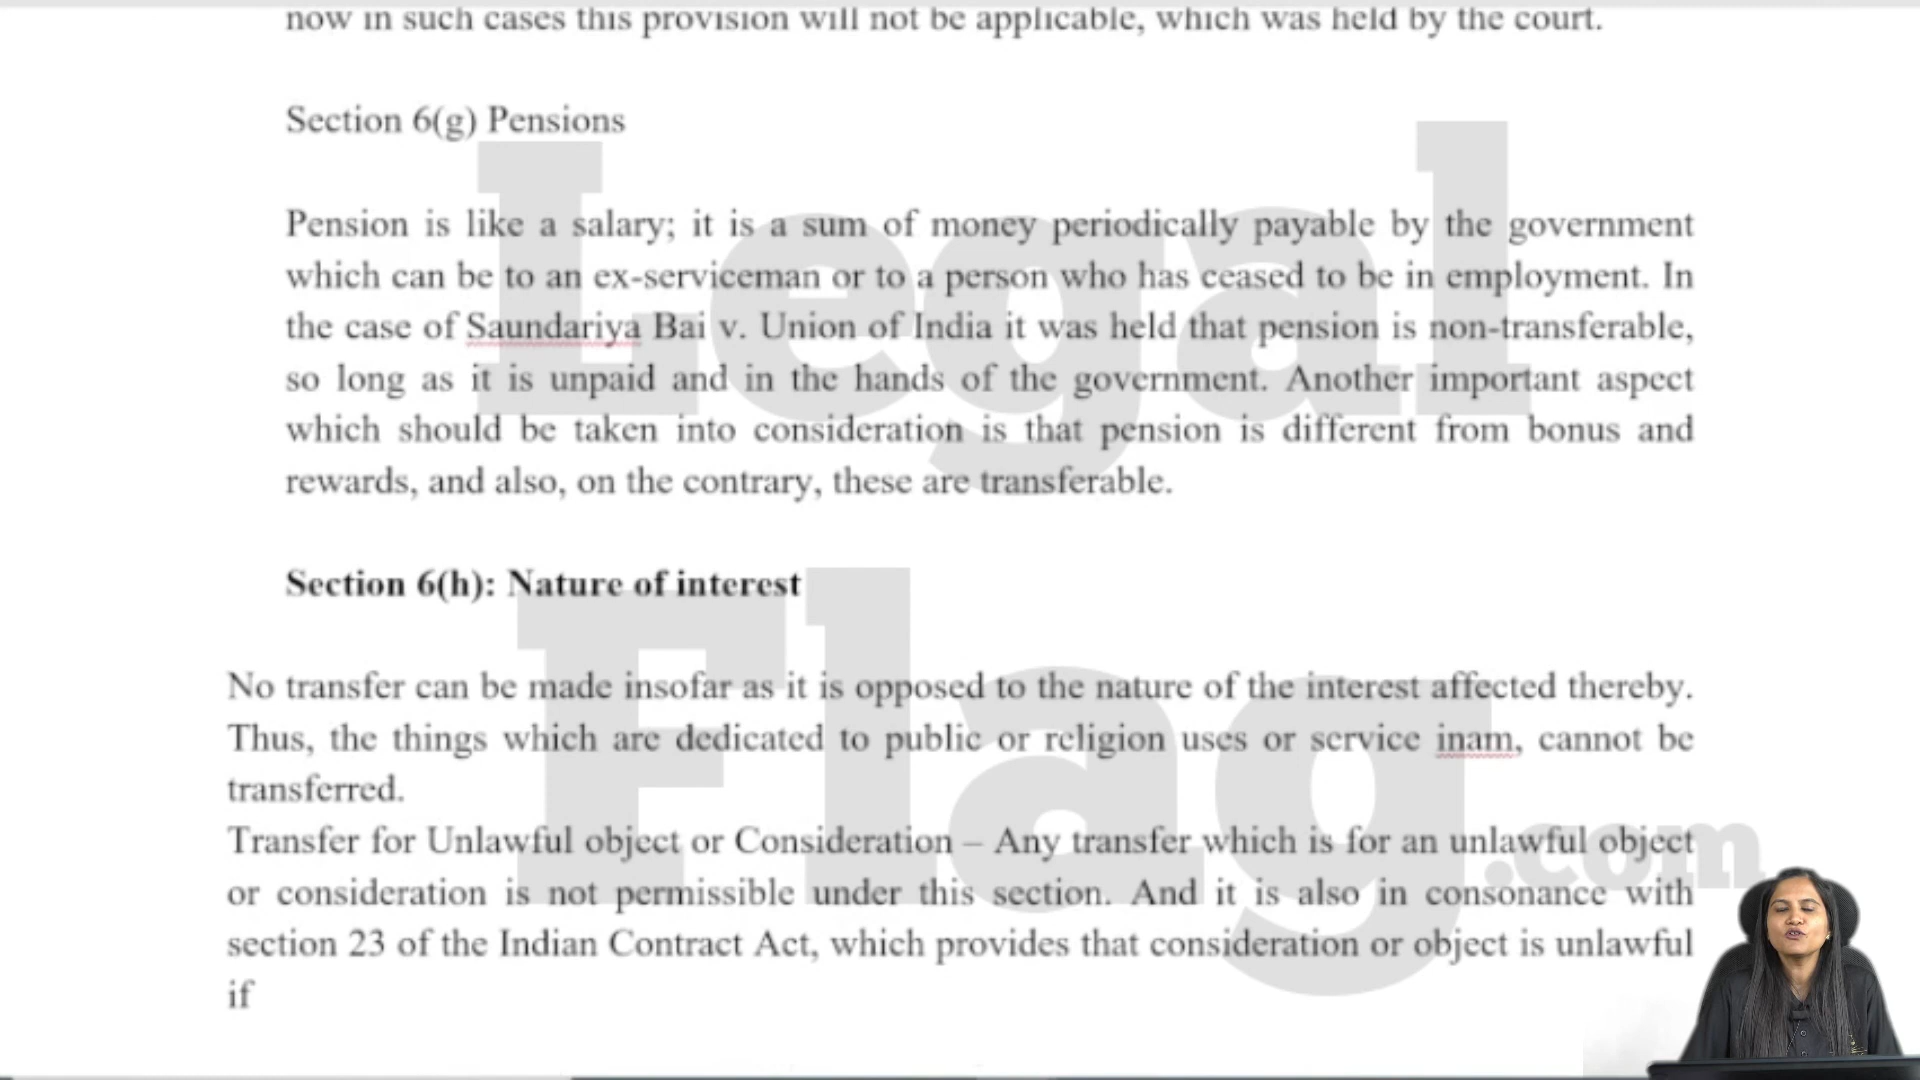 now in such cases this provision will not be applicable, which was held by the court.
Section 6(g) Pensions
Pension is like a salary; it is a sum of money periodically payable by the government
which can be to an ex-serviceman or to a person who has ceased to be in employment. In
the case of Saundariya Bai v. Union of India it was held that pension is non-transferable,
so long as it is unpaid and in the hands of the government. Another important aspect
which should be taken into consideration is that pension is different from bonus and
rewards, and also, on the contrary, these are transferable.
Section 6(h): Nature of interest
No transfer can be made insofar as it is opposed to the nature of the interest affected thereby.
Thus, the things which are dedicated to public or religion uses or service inam, cannot be
transferred.
Transfer for Unlawful object or Consideration – Any transfer which is for an unlawful object
or consideration is not permissible under this section. And it is also in consonance with
section 23 of the Indian Contract Act, which provides that consideration or object is unlawful
if
Legal
Flag.com